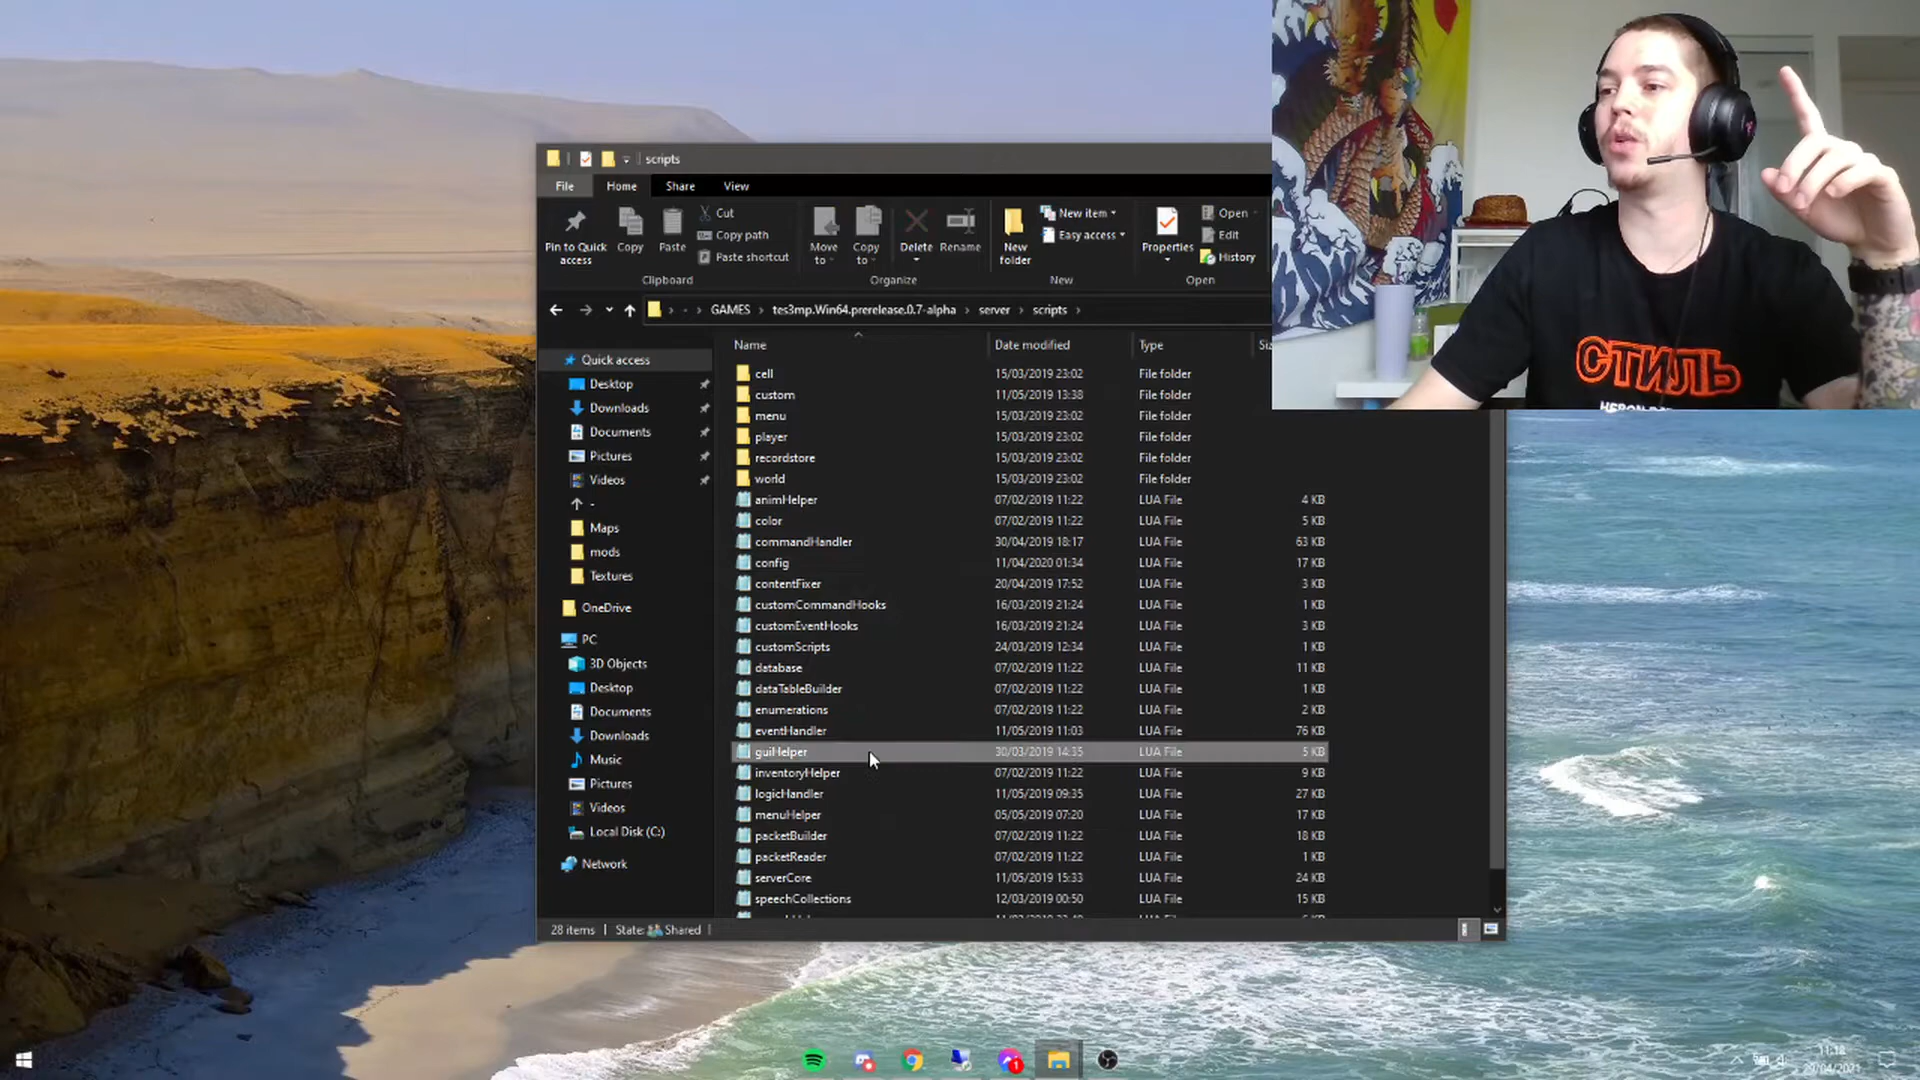 scripts
File
Home
Share
View
Pin to Quick access
Copy
Paste
Cut
Copy path
Paste shortcut
Clipboard
Move to
Copy to
Delete
Rename
Organize
New folder
New item
Easy access
New
Properties
Open
Edit
History
Open
GAMES
tes3mp.Win64.prerelease.0.7-alpha
server
scripts
Name
Date modified
Type
Quick access
Desktop
Downloads
Documents
Pictures
Videos
-
Maps
mods
Textures
OneDrive
PC
3D Objects
Desktop
Documents
Downloads
Music
Pictures
Videos
Local Disk (C:)
Network
cell 15/03/2019 23:02 File folder
custom 11/05/2019 13:38 File folder
menu 15/03/2019 23:02 File folder
player 15/03/2019 23:02 File folder
recordstore 15/03/2019 23:02 File folder
world 15/03/2019 23:02 File folder
animHelper 07/02/2019 11:22 LUA File 4 KB
color 07/02/2019 11:22 LUA File 5 KB
commandHandler 30/04/2019 18:17 LUA File 63 KB
config 11/04/2020 01:34 LUA File 17 KB
contentFixer 20/04/2019 17:52 LUA File 3 KB
customCommandHooks 16/03/2019 21:24 LUA File 1 KB
customEventHooks 16/03/2019 21:24 LUA File 3 KB
customScripts 24/03/2019 12:34 LUA File 1 KB
database 07/02/2019 11:22 LUA File 11 KB
dataTableBuilder 07/02/2019 11:22 LUA File 1 KB
enumerations 07/02/2019 11:22 LUA File 2 KB
eventHandler 11/05/2019 11:03 LUA File 76 KB
guiHelper 30/03/2019 14:35 LUA File 5 KB
inventoryHelper 07/02/2019 11:22 LUA File 9 KB
logicHandler 11/05/2019 09:35 LUA File 27 KB
menuHelper 05/05/2019 07:20 LUA File 17 KB
packetBuilder 07/02/2019 11:22 LUA File 18 KB
packetReader 07/02/2019 11:22 LUA File 1 KB
serverCore 11/05/2019 15:33 LUA File 24 KB
speechCollections 12/03/2019 00:50 LUA File 15 KB
28 items
State: Shared
СТИЛЬ
11:18
29/04/2021